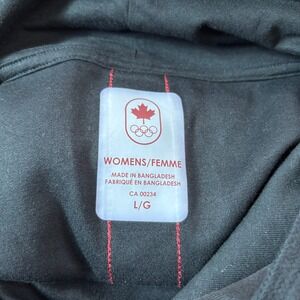 WOMENS/FEMME
MADE IN BANGLADESH
FABRIQUÉ EN BANGLADESH
CA 00234
L/G